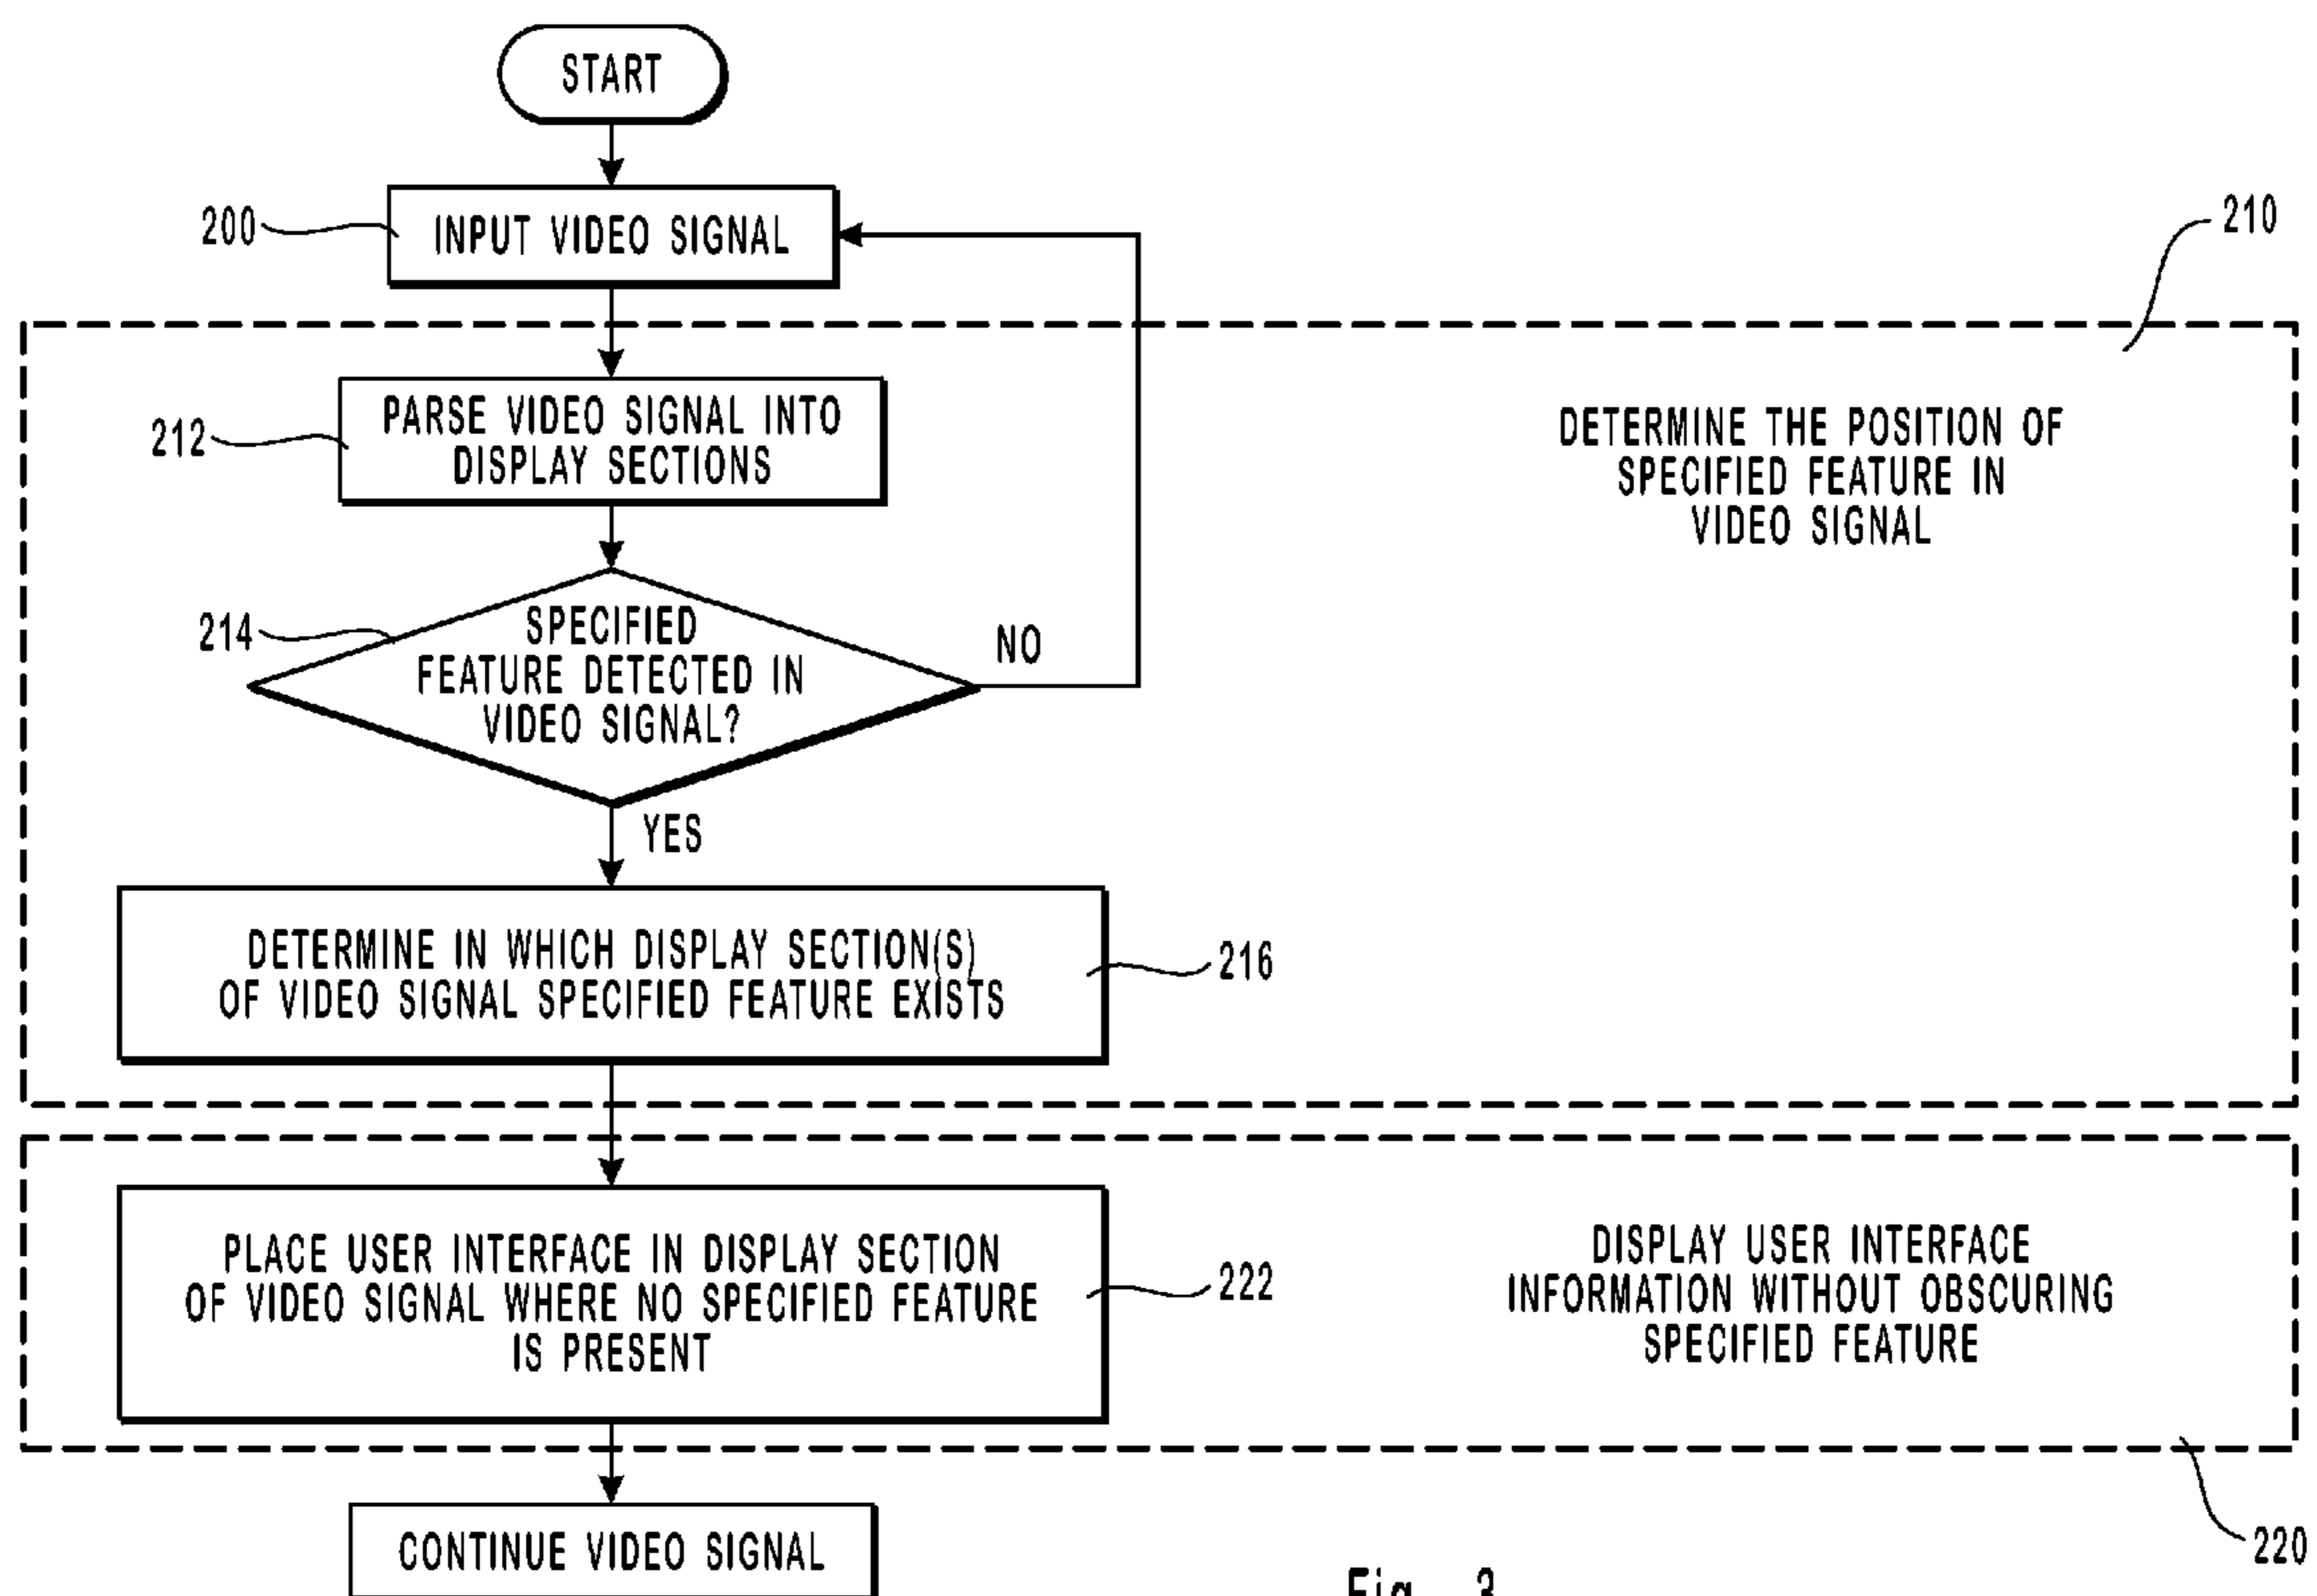 START
200
INPUT VIDEO SIGNAL
210
212
PARSE VIDEO SIGNAL INTO
DISPLAY SECTIONS
DETERMINE THE POSITION OF
SPECIFIED FEATURE IN
VIDEO SIGNAL
214
SPECIFIED
FEATURE DETECTED IN
VIDEO SIGNAL?
NO
YES
DETERMINE IN WHICH DISPLAY SECTION(S)
OF VIDEO SIGNAL SPECIFIED FEATURE EXISTS
216
PLACE USER INTERFACE IN DISPLAY SECTION
OF VIDEO SIGNAL WHERE NO SPECIFIED FEATURE
IS PRESENT
222
DISPLAY USER INTERFACE
INFORMATION WITHOUT OBSCURING
SPECIFIED FEATURE
220
CONTINUE VIDEO SIGNAL
Fig. 3